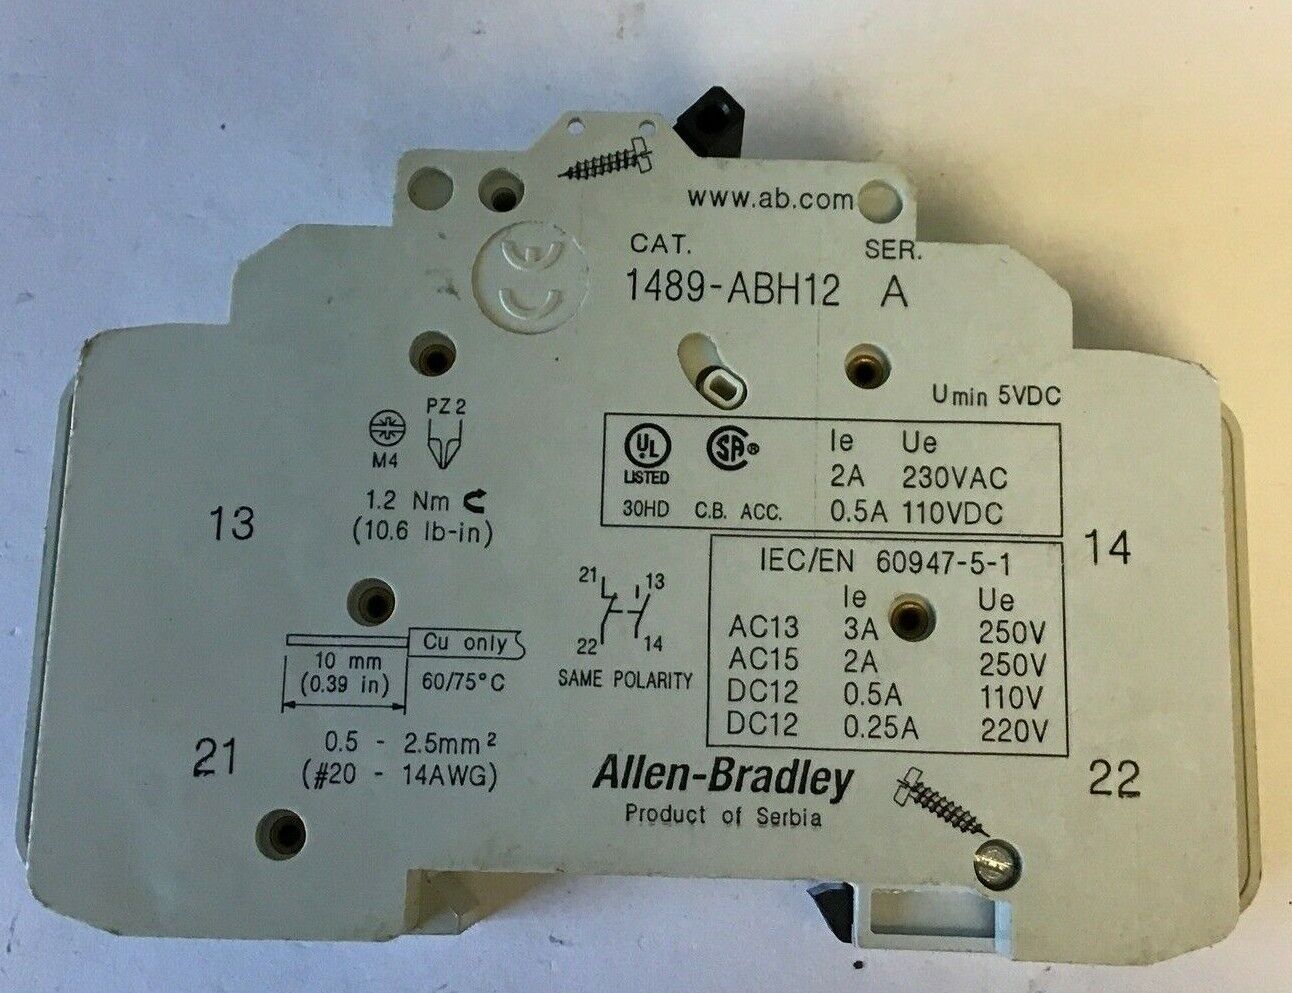 www.ab.com
CAT. SER.
1489-ABH12 A
Umin 5VDC
PZ2
M4
1.2 Nm
(10.6 lb-in)
UL LISTED
30HD
SA®
C.B. ACC.
Ie Ue
2A 230VAC
0.5A 110VDC
13
14
IEC/EN 60947-5-1
Ie Ue
AC13 3A 250V
AC15 2A 250V
DC12 0.5A 110V
DC12 0.25A 220V
21 13
22 14
SAME POLARITY
Cu only
10 mm
(0.39 in)
60/75°C
0.5 - 2.5mm²
(#20 - 14AWG)
21
22
Allen-Bradley
Product of Serbia